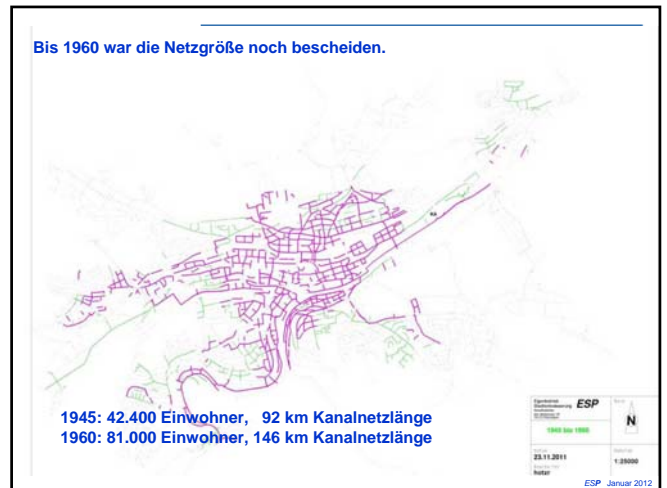 Bis 1960 war die Netzgröße noch bescheiden.
1945: 42.400 Einwohner, 92 km Kanalnetzlänge
1960: 81.000 Einwohner, 146 km Kanalnetzlänge
ESP
N
1945 bis 1960
23.11.2011
1:25000
ESP Januar 2012